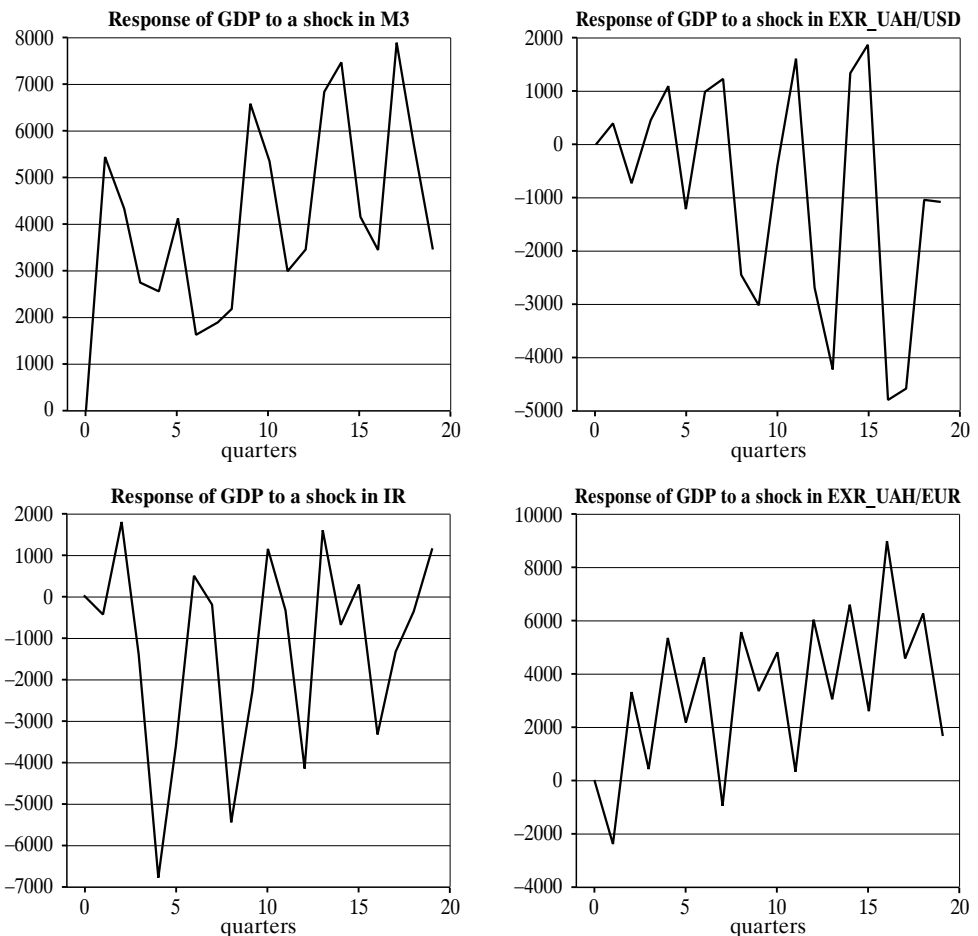 Response of GDP to a shock in M3
8000
7000
6000
5000
4000
3000
2000
1000
0
0 5 10 15 20
quarters
Response of GDP to a shock in EXR_UAH/USD
2000
1000
0
–1000
–2000
–3000
–4000
–5000
0 5 10 15 20
quarters
Response of GDP to a shock in IR
2000
1000
0
–1000
–2000
–3000
–4000
–5000
–6000
–7000
0 5 10 15 20
quarters
Response of GDP to a shock in EXR_UAH/EUR
10000
8000
6000
4000
2000
0
–2000
–4000
0 5 10 15 20
quarters